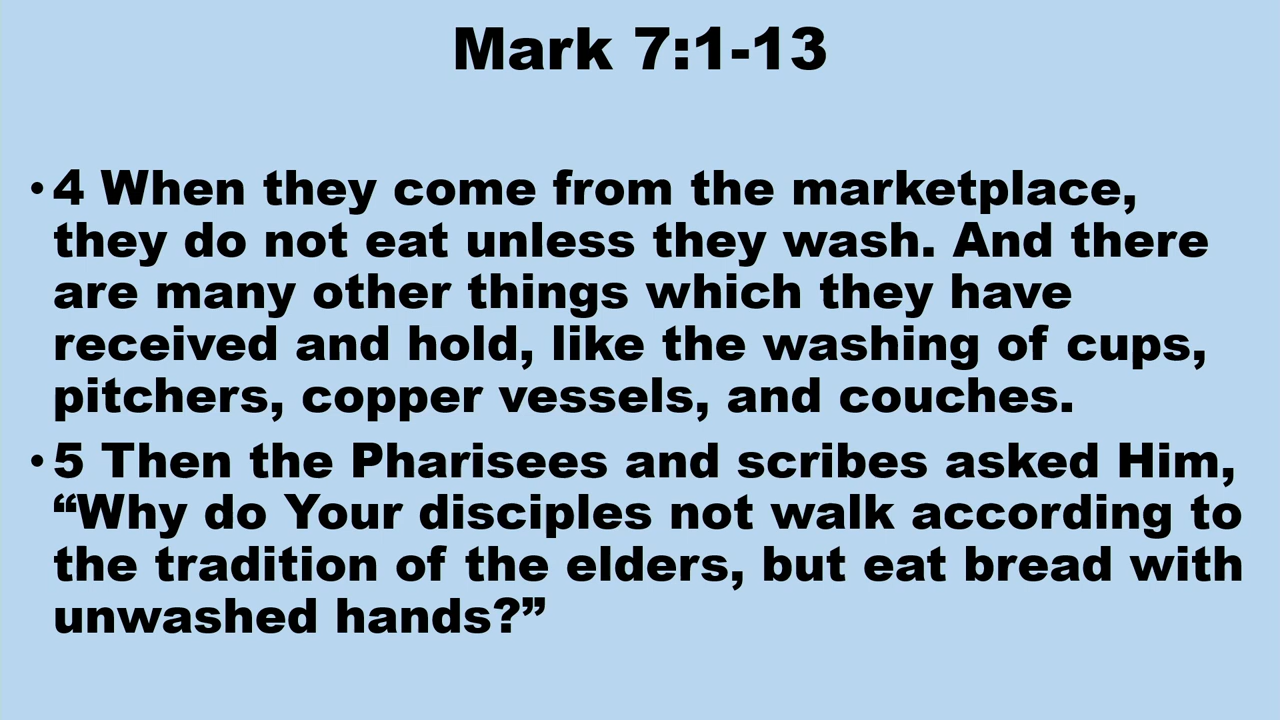 Mark 7:1-13
•4 When they come from the marketplace,
they do not eat unless they wash. And there
are many other things which they have
received and hold, like the washing of cups,
pitchers, copper vessels, and couches.
•5 Then the Pharisees and scribes asked Him,
“Why do Your disciples not walk according to
the tradition of the elders, but eat bread with
unwashed hands?”